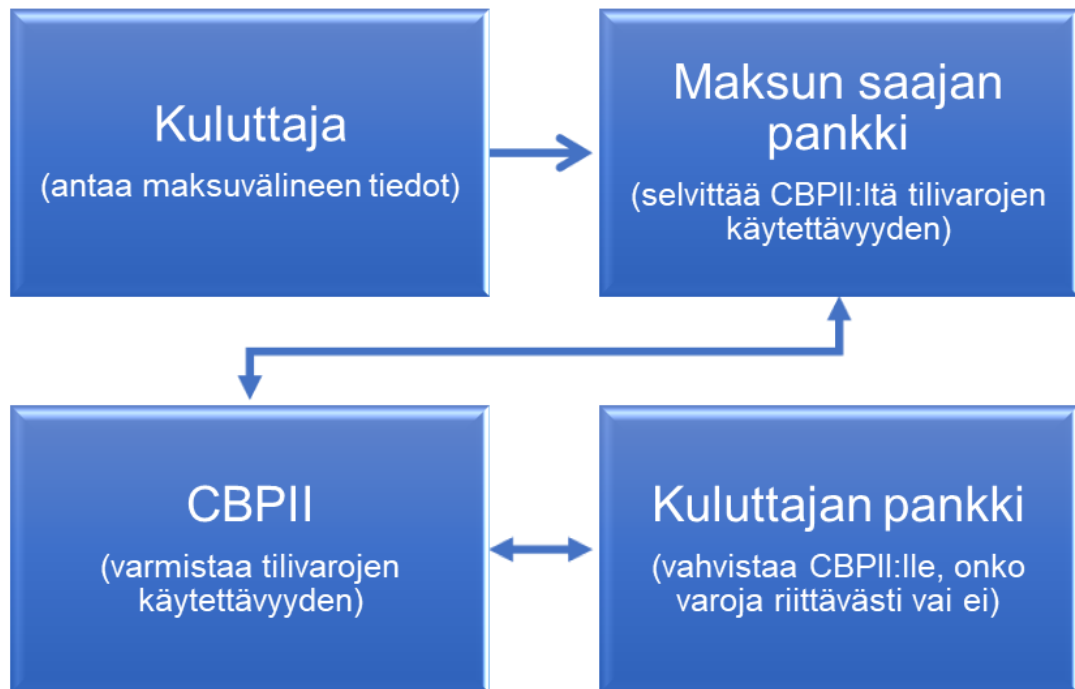 Kuluttaja
(antaa maksuvälineen tiedot)
Maksun saajan
pankki
(selvittää CBPII:ltä tilivarojen
käytettävyyden)
CBPII
(varmistaa tilivarojen
käytettävyyden)
Kuluttajan pankki
(vahvistaa CBPII:lle, onko
varoja riittävästi vai ei)